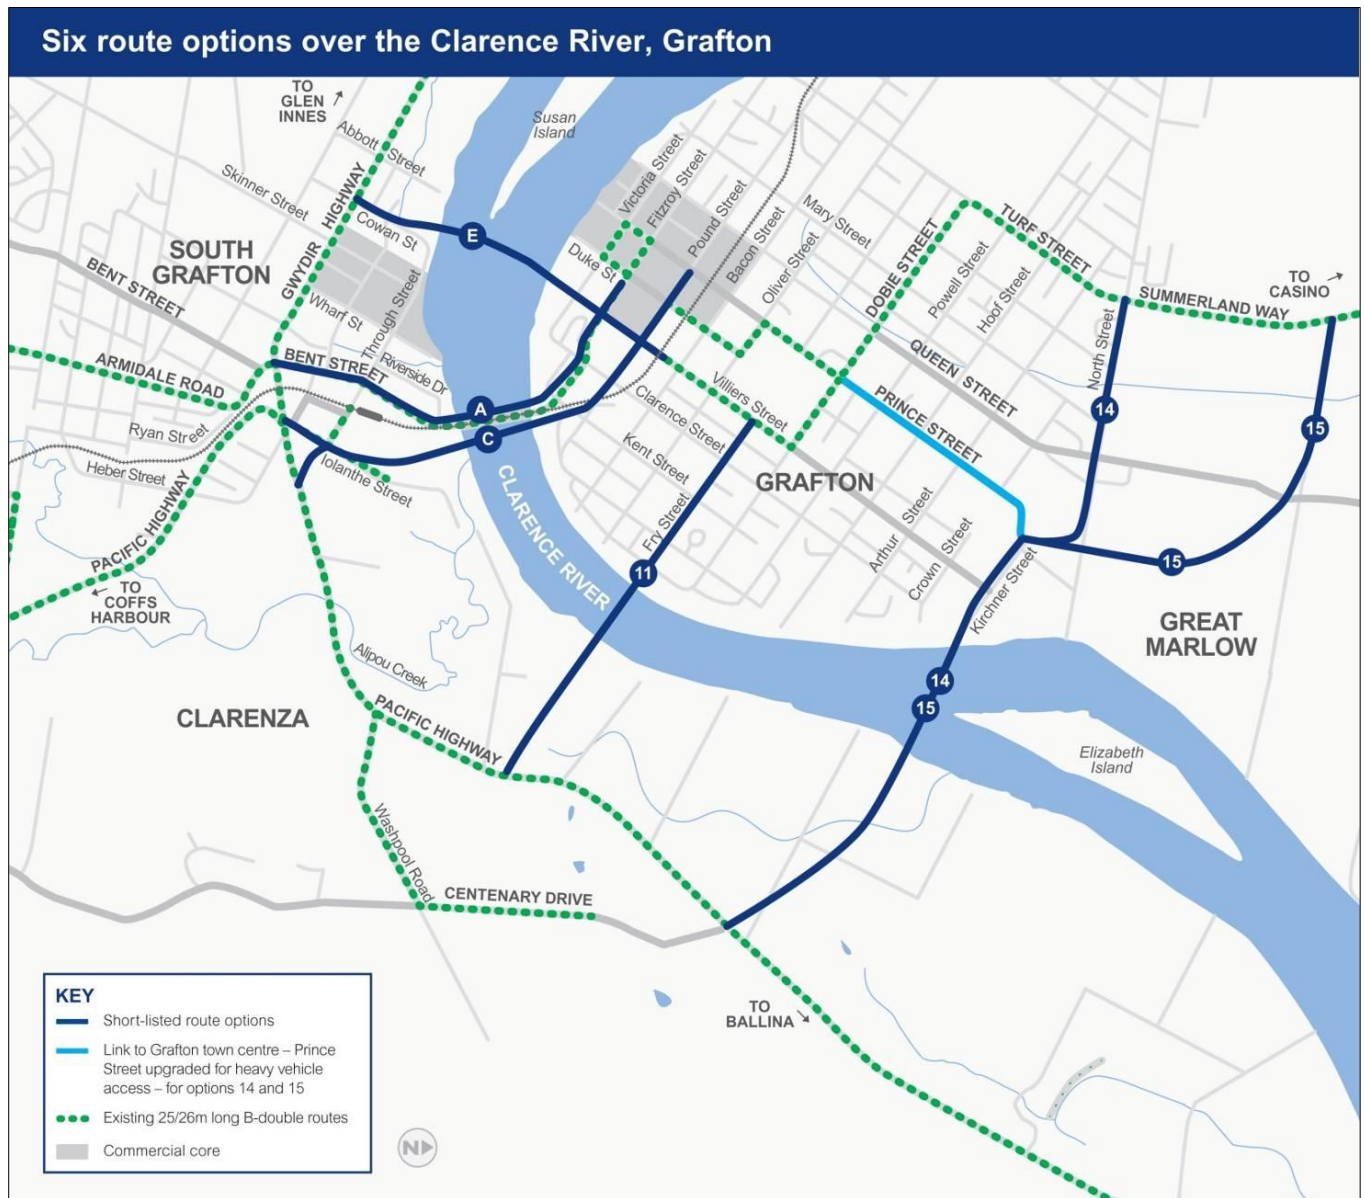 Six route options over the Clarence River, Grafton
TO
GLEN
INNES
Susan
Island
Abbott Street
Skinner Street
GWYDIR HIGHWAY
Cowan St
E
SOUTH
GRAFTON
BENT STREET
Wharf St
Through Street
Riverside Dr
BENT STREET
ARMIDALE ROAD
Ryan Street
Heber Street
Iolanthe Street
PACIFIC HIGHWAY
TO
COFFS
HARBOUR
A
C
Victoria Street
Fitzroy Street
Duke St
Pound Street
Bacon Street
Oliver Street
Mary Street
DOBIE STREET
TURF STREET
Powell Street
Hoof Street
North Street
SUMMERLAND WAY
TO
CASINO
QUEEN STREET
PRINCE STREET
Villiers Street
Clarence Street
Kent Street
Fry Street
GRAFTON
Arthur Street
Crown Street
Kirchner Street
14
15
15
GREAT
MARLOW
11
CLARENCE RIVER
14
15
Elizabeth
Island
Alipou Creek
CLARENZA
PACIFIC HIGHWAY
Washpool Road
CENTENARY DRIVE
TO
BALLINA
KEY
Short-listed route options
Link to Grafton town centre – Prince
Street upgraded for heavy vehicle
access – for options 14 and 15
Existing 25/26m long B-double routes
Commercial core
N